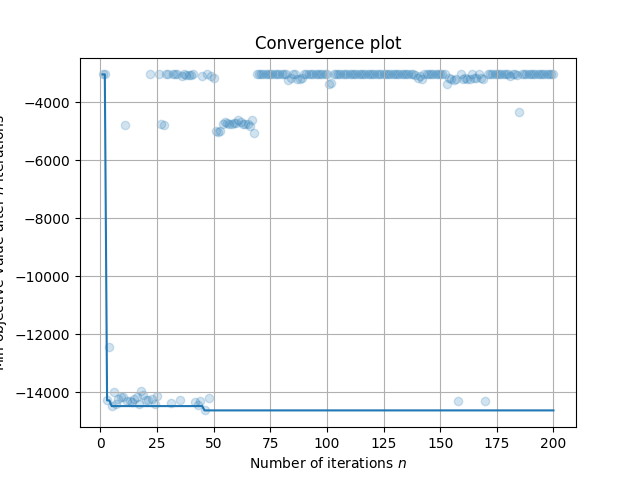 Convergence plot
Min objective value after n iterations
−4000
−6000
−8000
−10000
−12000
−14000
0 25 50 75 100 125 150 175 200
Number of iterations n